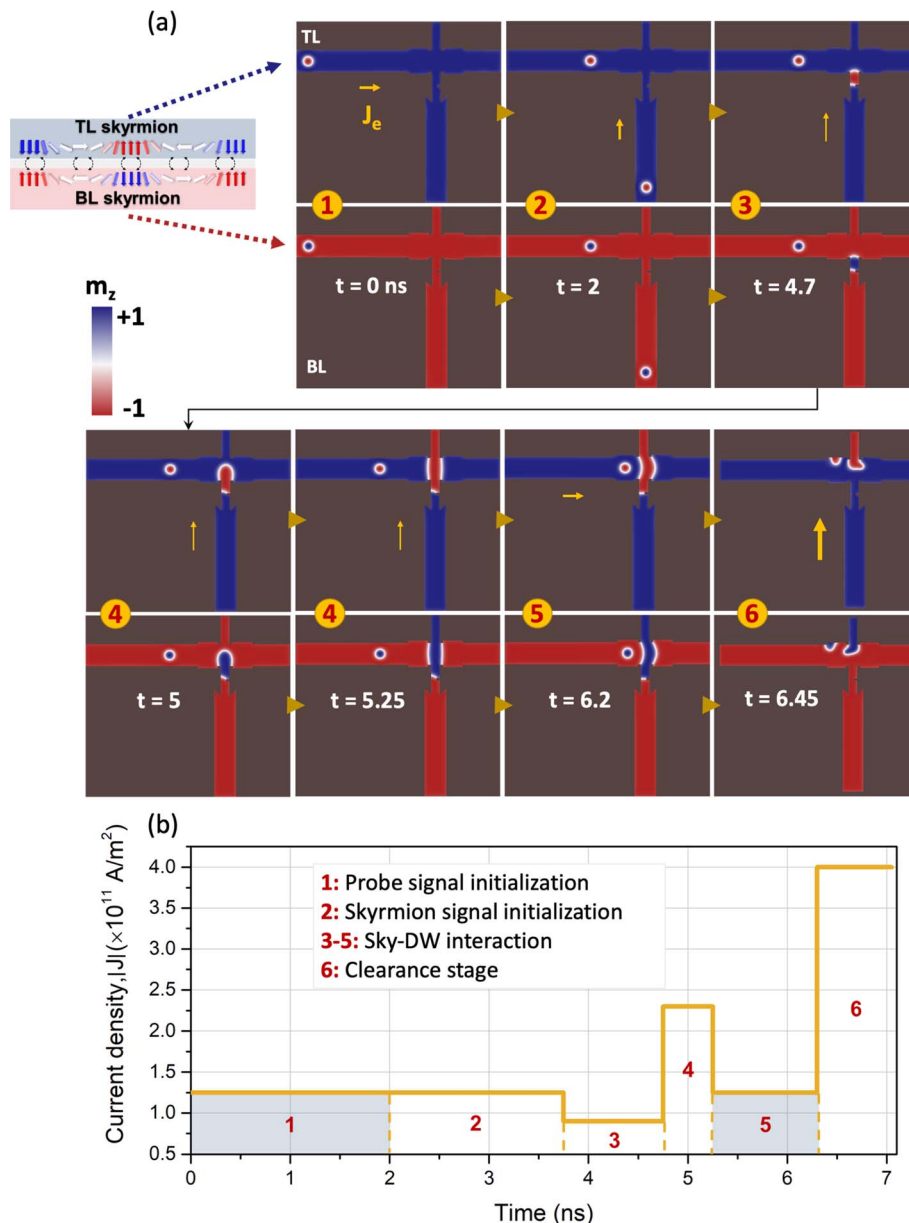 (a)
TL
J_e
TL skyrmion
BL skyrmion
1
2
3
t = 0 ns
t = 2
t = 4.7
BL
m_z
+1
-1
4
4
5
6
t = 5
t = 5.25
t = 6.2
t = 6.45
(b)
Current density,|J|(×10¹¹ A/m²)
4.0
3.5
3.0
2.5
2.0
1.5
1.0
0.5
1: Probe signal initialization
2: Skyrmion signal initialization
3-5: Sky-DW interaction
6: Clearance stage
1
2
3
4
5
6
0
1
2
3
4
5
6
7
Time (ns)